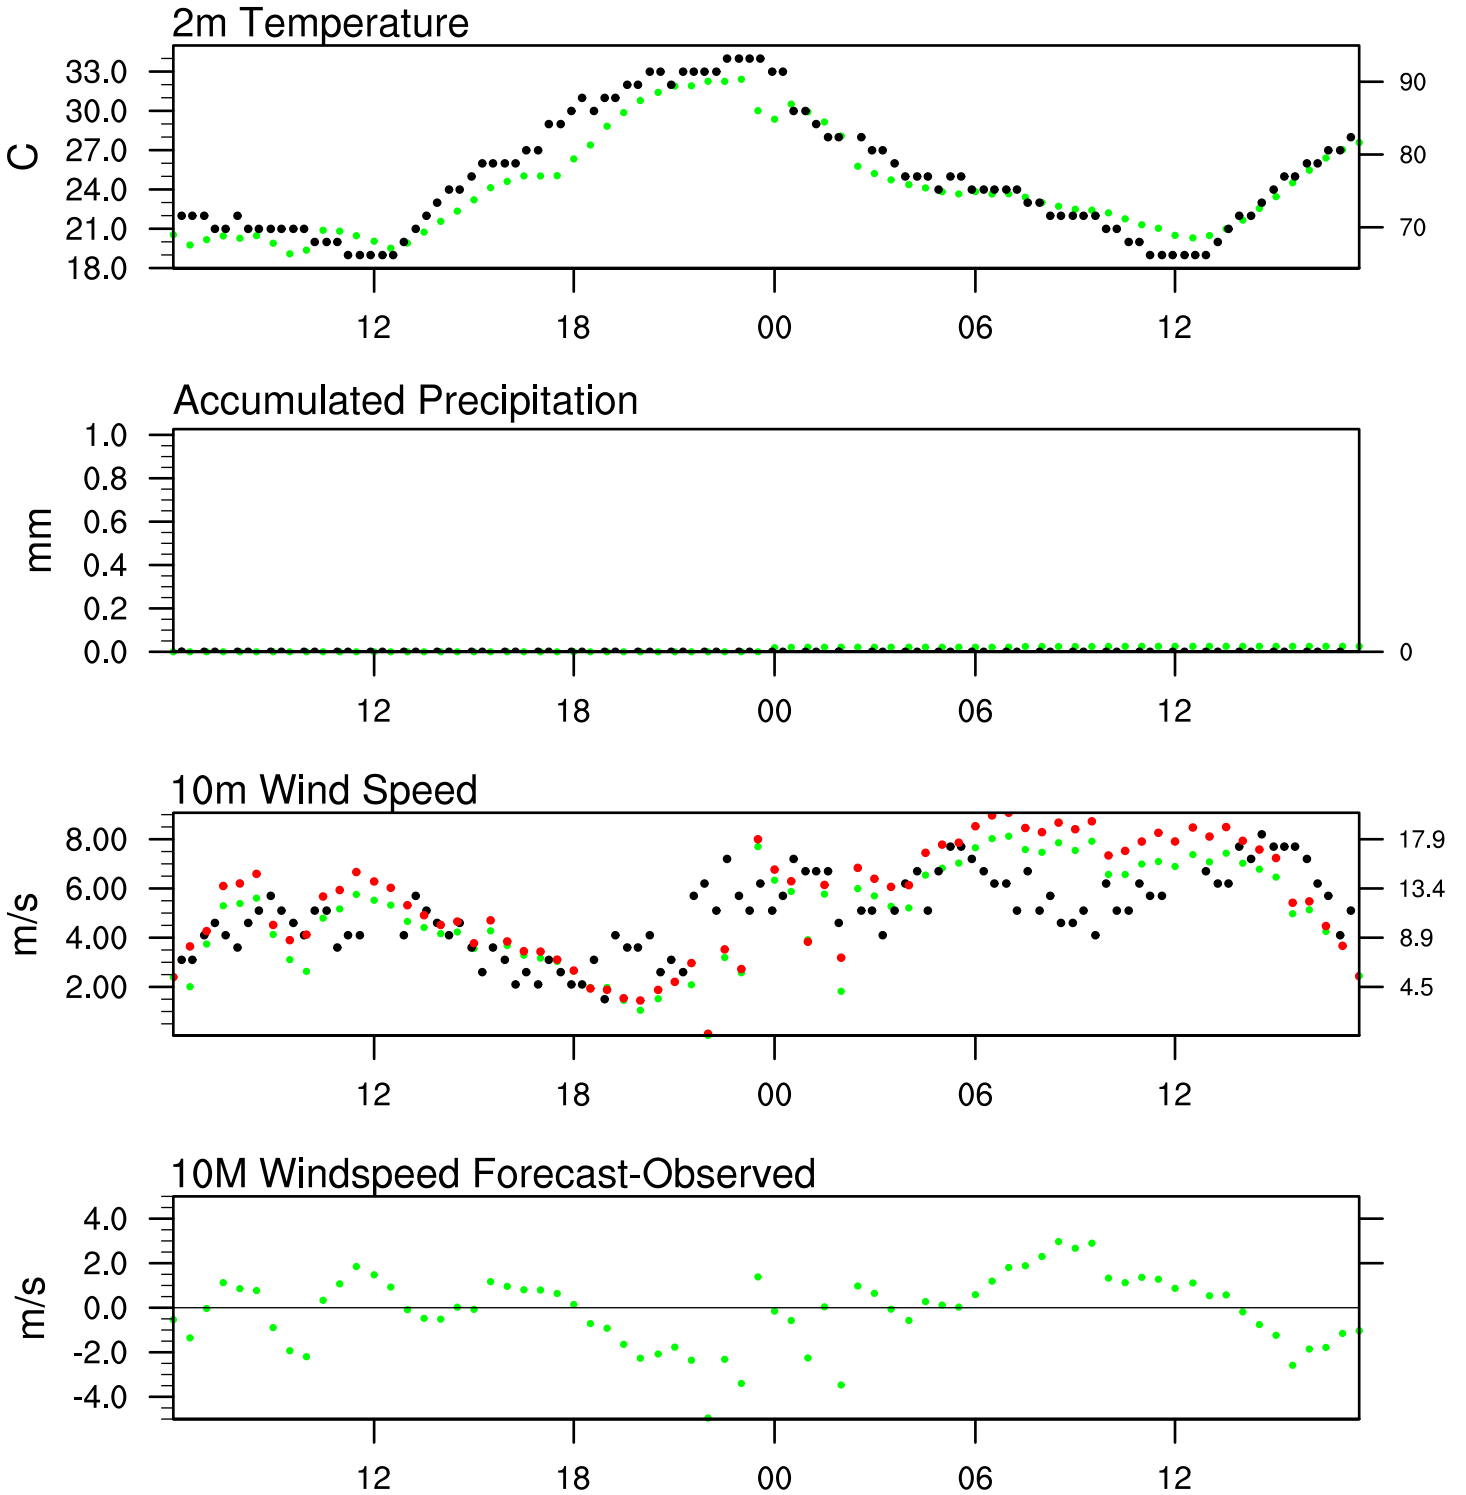 2m Temperature
33.0
30.0
27.0
24.0
21.0
18.0
C
90
80
70
12 18 00 06 12
Accumulated Precipitation
1.0
0.8
0.6
0.4
0.2
0.0
mm
0
12 18 00 06 12
10m Wind Speed
8.00
6.00
4.00
2.00
m/s
17.9
13.4
8.9
4.5
12 18 00 06 12
10M Windspeed Forecast-Observed
4.0
2.0
0.0
-2.0
-4.0
m/s
12 18 00 06 12